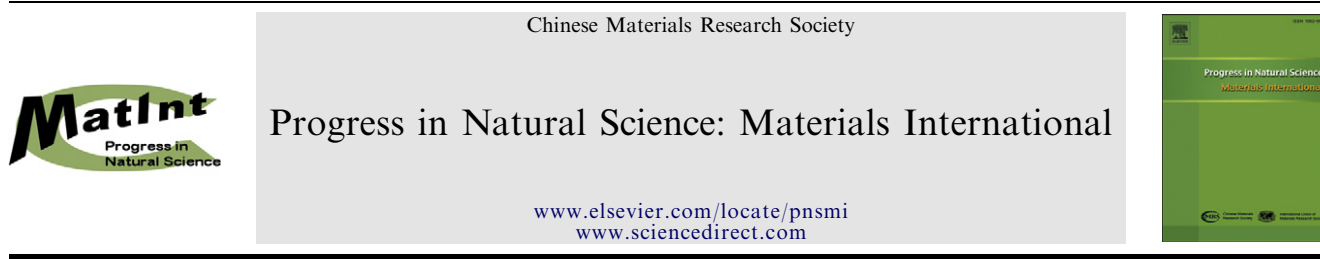 Chinese Materials Research Society
MatInt
Progress in
Natural Science
Progress in Natural Science: Materials International
www.elsevier.com/locate/pnsmi
www.sciencedirect.com
Progress in Natural Science
Materials International